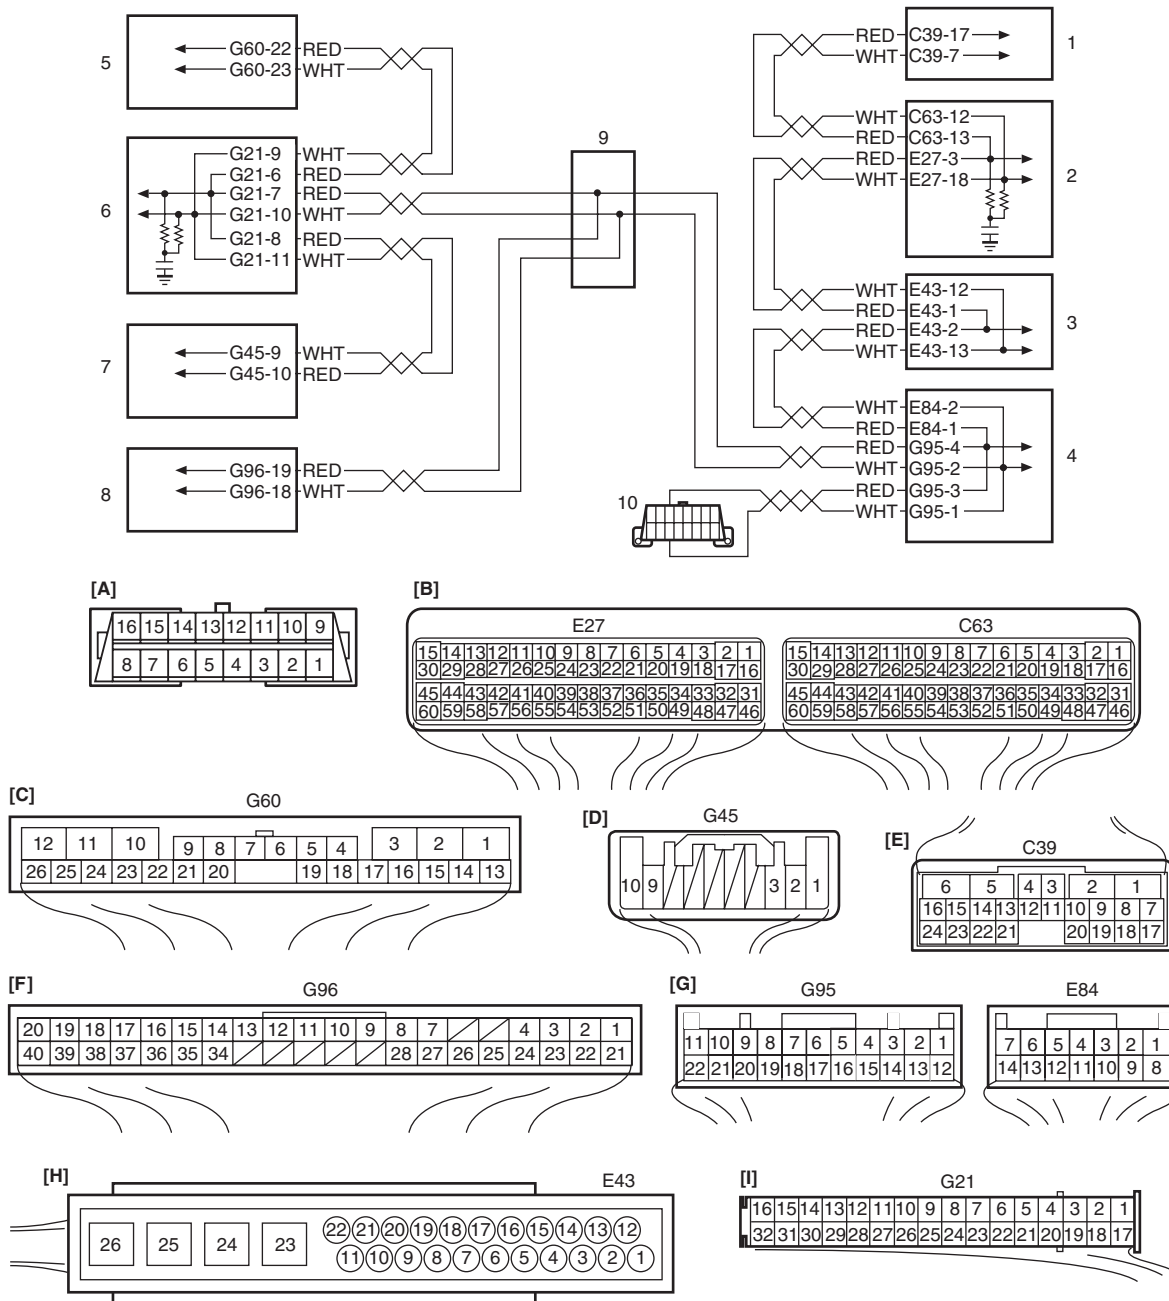 5
G60-22 RED
G60-23 WHT
6
G21-9 WHT
G21-6 RED
G21-7 RED
G21-10 WHT
G21-8 RED
G21-11 WHT
7
G45-9 WHT
G45-10 RED
8
G96-19 RED
G96-18 WHT
9
10
RED C39-17
WHT C39-7
1
WHT C63-12
RED C63-13
RED E27-3
WHT E27-18
2
WHT E43-12
RED E43-1
RED E43-2
WHT E43-13
3
WHT E84-2
RED E84-1
RED G95-4
WHT G95-2
RED G95-3
WHT G95-1
4
[A]
16 15 14 13 12 11 10 9
8 7 6 5 4 3 2 1
[B]
E27
15 14 13 12 11 10 9 8 7 6 5 4 3 2 1
30 29 28 27 26 25 24 23 22 21 20 19 18 17 16
45 44 43 42 41 40 39 38 37 36 35 34 33 32 31
60 59 58 57 56 55 54 53 52 51 50 49 48 47 46
C63
15 14 13 12 11 10 9 8 7 6 5 4 3 2 1
30 29 28 27 26 25 24 23 22 21 20 19 18 17 16
45 44 43 42 41 40 39 38 37 36 35 34 33 32 31
60 59 58 57 56 55 54 53 52 51 50 49 48 47 46
[C]
G60
12 11 10 9 8 7 6 5 4 3 2 1
26 25 24 23 22 21 20 19 18 17 16 15 14 13
[D]
G45
10 9 3 2 1
[E]
C39
6 5 4 3 2 1
16 15 14 13 12 11 10 9 8 7
24 23 22 21 20 19 18 17
[F]
G96
20 19 18 17 16 15 14 13 12 11 10 9 8 7 4 3 2 1
40 39 38 37 36 35 34 28 27 26 25 24 23 22 21
[G]
G95
11 10 9 8 7 6 5 4 3 2 1
22 21 20 19 18 17 16 15 14 13 12
E84
7 6 5 4 3 2 1
14 13 12 11 10 9 8
[H]
E43
26 25 24 23
22 21 20 19 18 17 16 15 14 13 12
11 10 9 8 7 6 5 4 3 2 1
[I]
G21
16 15 14 13 12 11 10 9 8 7 6 5 4 3 2 1
32 31 30 29 28 27 26 25 24 23 22 21 20 19 18 17